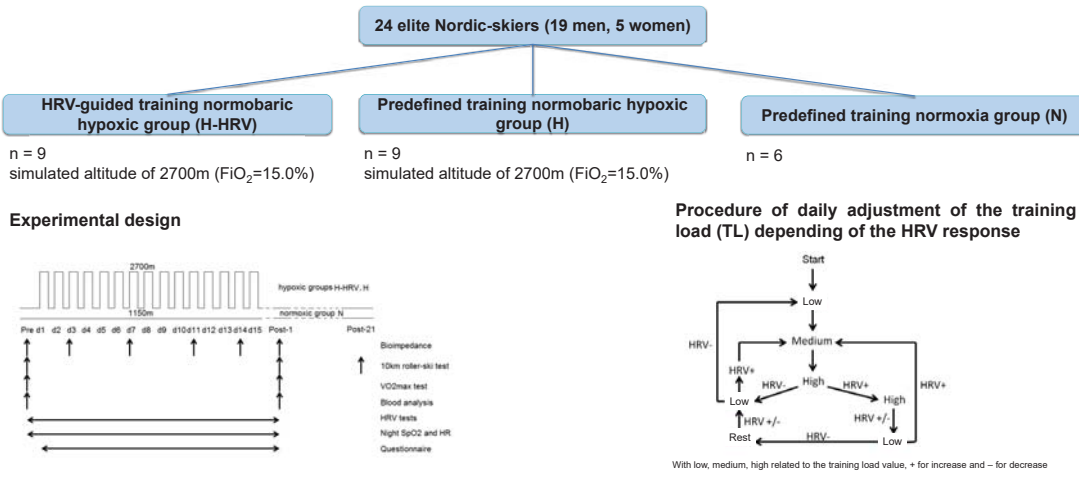 24 elite Nordic-skiers (19 men, 5 women)
HRV-guided training normobaric
hypoxic group (H-HRV)
Predefined training normobaric hypoxic
group (H)
Predefined training normoxia group (N)
n = 9
simulated altitude of 2700m (FiO₂=15.0%)
n = 9
simulated altitude of 2700m (FiO₂=15.0%)
n = 6
Experimental design
2700m
hypoxic groups H-HRV, H
1150m
normoxic group N
Pre d1 d2 d3 d4 d5 d6 d7 d8 d9 d10 d11 d12 d13 d14 d15 Post-1 Post-21
Bioimpedance
10km roller-ski test
VO2max test
Blood analysis
HRV tests
Night SpO2 and HR
Questionnaire
Procedure of daily adjustment of the training
load (TL) depending of the HRV response
Start
Low
HRV-
Medium
HRV+
HRV-
High
HRV+
HRV+
Low
High
HRV +/-
HRV +/-
Rest
HRV-
Low
With low, medium, high related to the training load value, + for increase and – for decrease